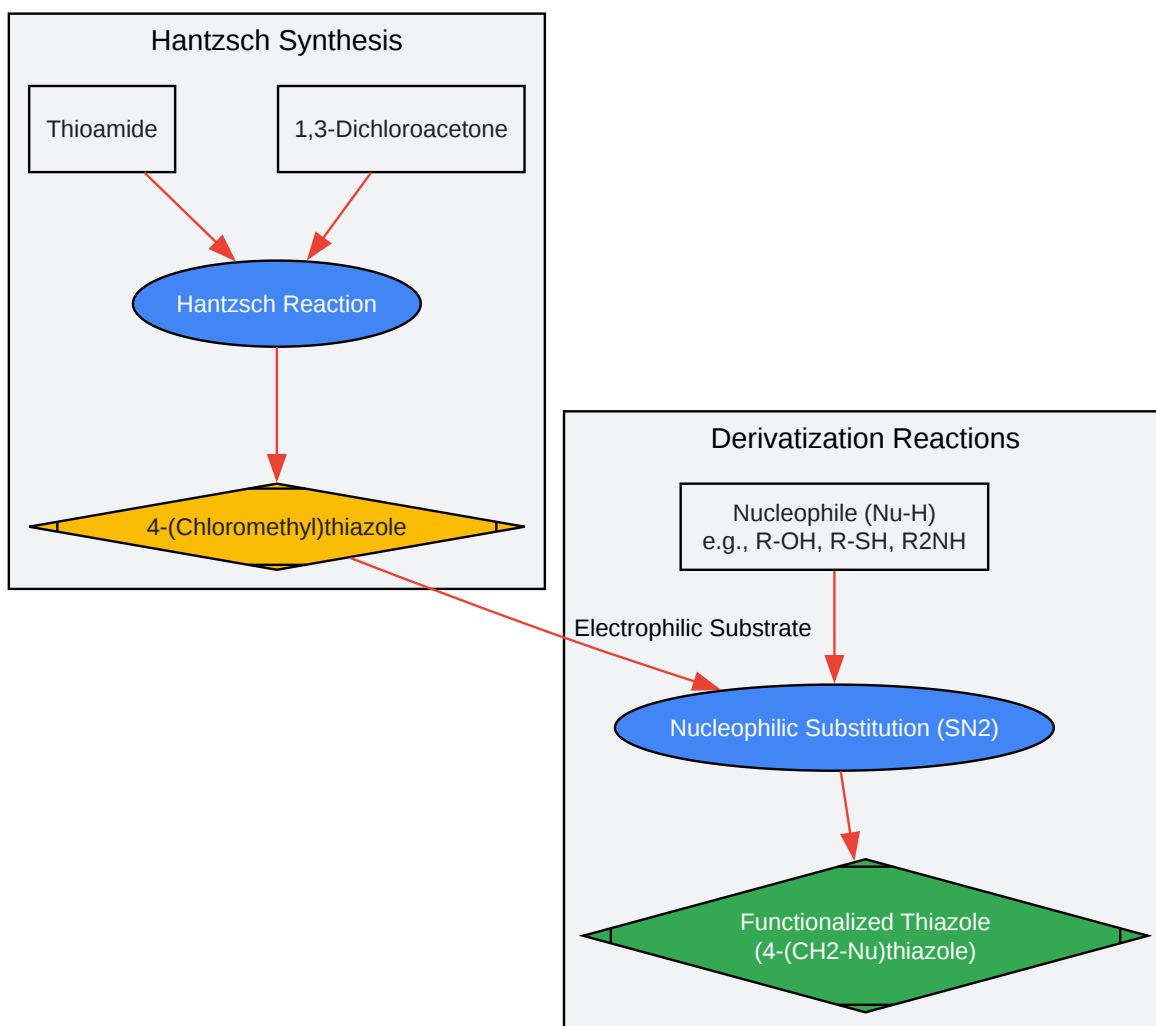 Hantzsch Synthesis
Thioamide
1,3-Dichloroacetone
Hantzsch Reaction
4-(Chloromethyl)thiazole
Derivatization Reactions
Nucleophile (Nu-H)
e.g., R-OH, R-SH, R2NH
Electrophilic Substrate
Nucleophilic Substitution (SN2)
Functionalized Thiazole
(4-(CH2-Nu)thiazole)